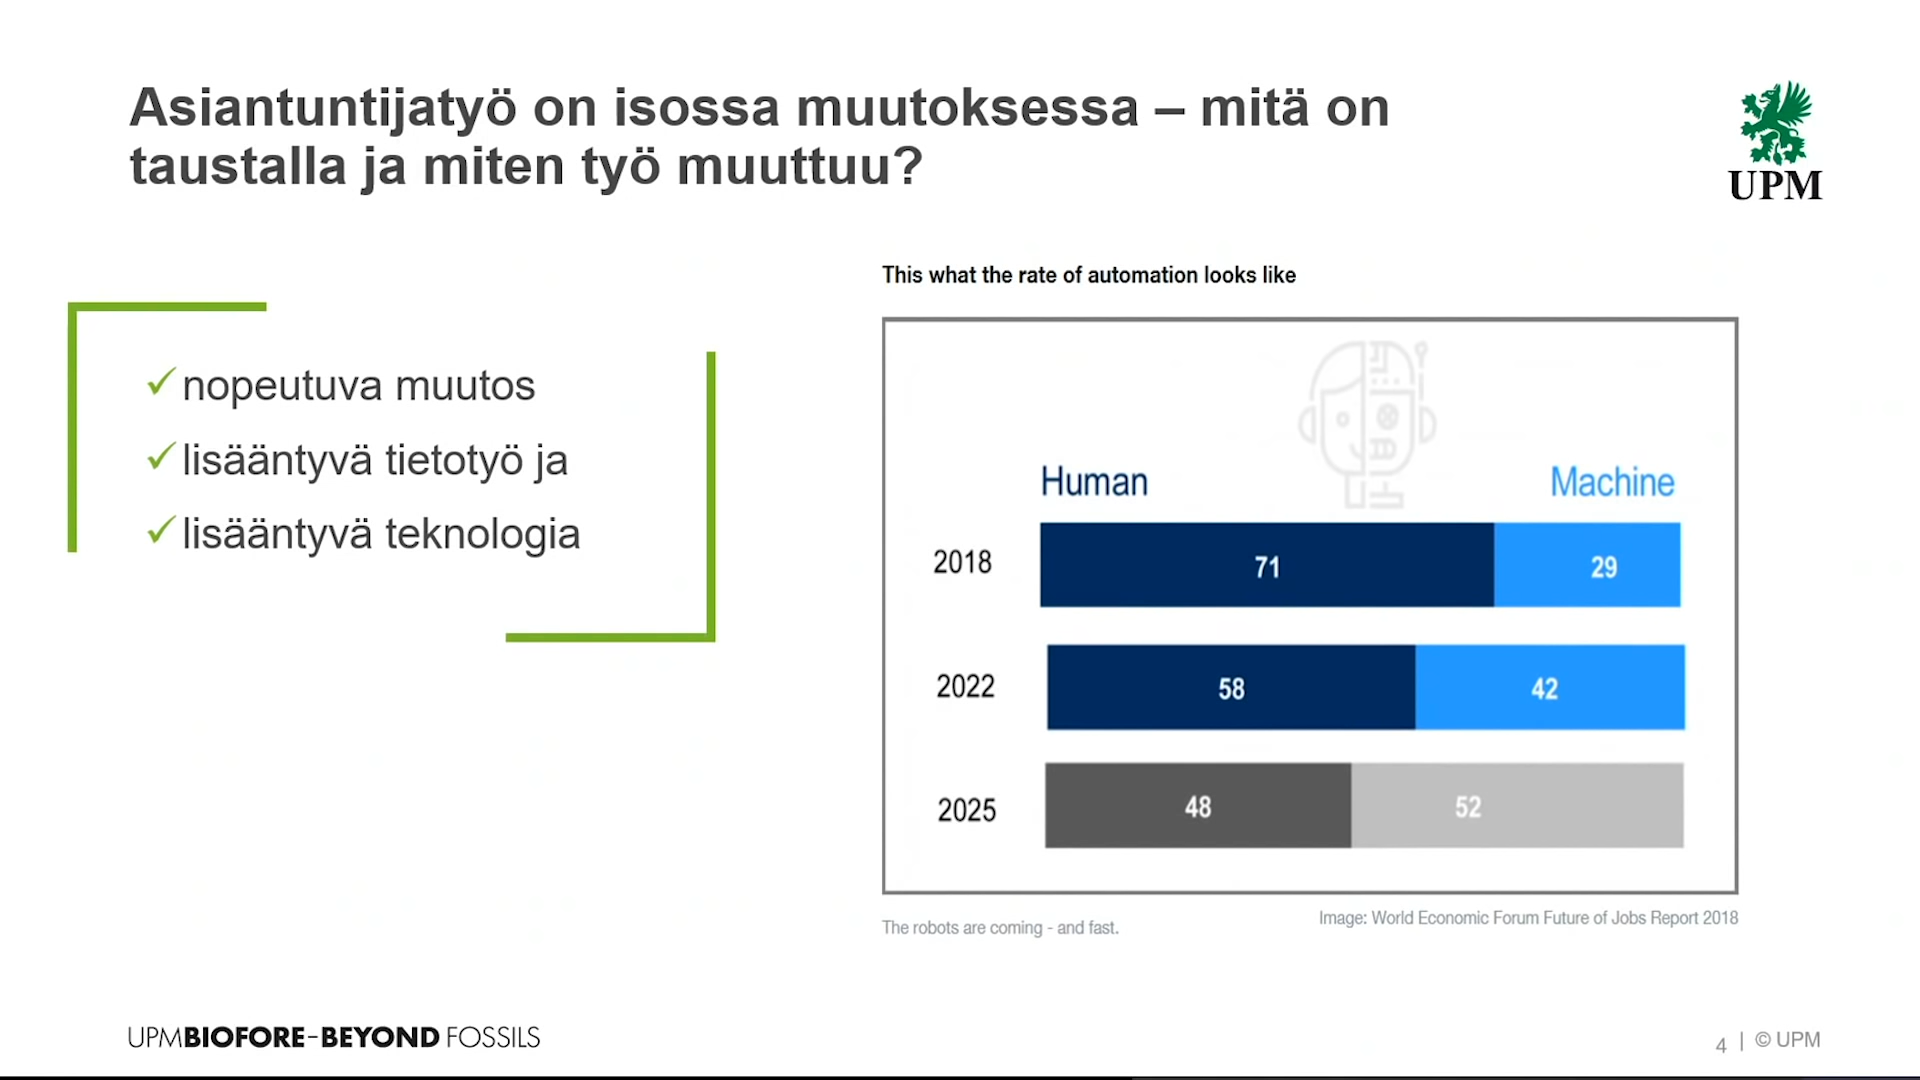 Asiantuntijatyö on isossa muutoksessa – mitä on
taustalla ja miten työ muuttuu?
UPM
✓ nopeutuva muutos
✓ lisääntyvä tietotyö ja
✓ lisääntyvä teknologia
This what the rate of automation looks like
Human Machine
2018 71 29
2022 58 42
2025 48 52
The robots are coming - and fast.
Image: World Economic Forum Future of Jobs Report 2018
UPM BIOFORE–BEYOND FOSSILS
4 | © UPM